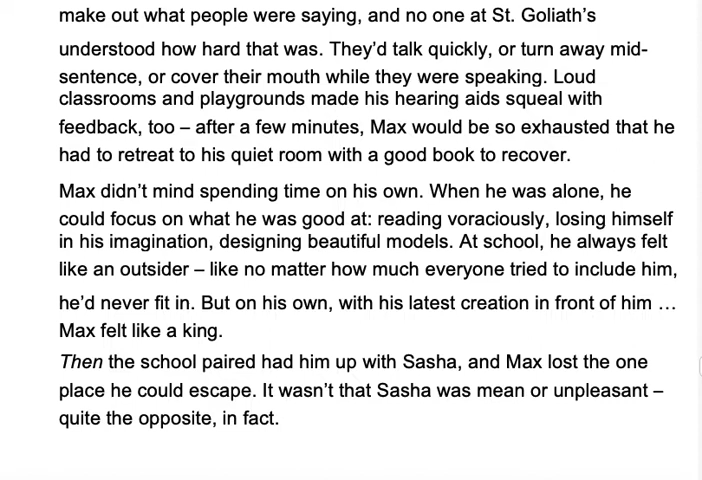 make out what people were saying, and no one at St. Goliath’s
understood how hard that was. They’d talk quickly, or turn away mid-
sentence, or cover their mouth while they were speaking. Loud
classrooms and playgrounds made his hearing aids squeal with
feedback, too – after a few minutes, Max would be so exhausted that he
had to retreat to his quiet room with a good book to recover.
Max didn’t mind spending time on his own. When he was alone, he
could focus on what he was good at: reading voraciously, losing himself
in his imagination, designing beautiful models. At school, he always felt
like an outsider – like no matter how much everyone tried to include him,
he’d never fit in. But on his own, with his latest creation in front of him …
Max felt like a king.
Then the school paired had him up with Sasha, and Max lost the one
place he could escape. It wasn’t that Sasha was mean or unpleasant –
quite the opposite, in fact.